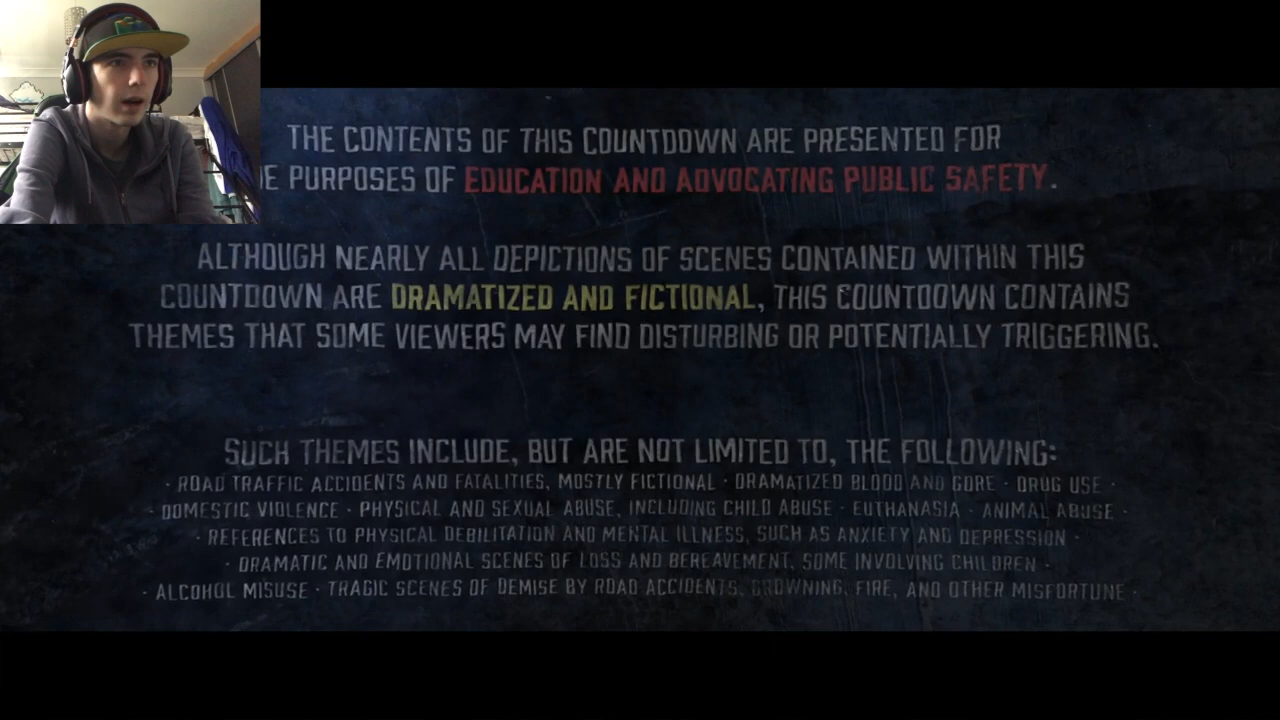 THE CONTENTS OF THIS COUNTDOWN ARE PRESENTED FOR
E PURPOSES OF EDUCATION AND ADVOCATING PUBLIC SAFETY.
ALTHOUGH NEARLY ALL DEPICTIONS OF SCENES CONTAINED WITHIN THIS
COUNTDOWN ARE DRAMATIZED AND FICTIONAL, THIS COUNTDOWN CONTAINS
THEMES THAT SOME VIEWERS MAY FIND DISTURBING OR POTENTIALLY TRIGGERING.
SUCH THEMES INCLUDE, BUT ARE NOT LIMITED TO, THE FOLLOWING:
· ROAD TRAFFIC ACCIDENTS AND FATALITIES, MOSTLY FICTIONAL · DRAMATIZED BLOOD AND GORE · DRUG USE ·
· DOMESTIC VIOLENCE · PHYSICAL AND SEXUAL ABUSE, INCLUDING CHILD ABUSE · EUTHANASIA · ANIMAL ABUSE ·
· REFERENCES TO PHYSICAL DEBILITATION AND MENTAL ILLNESS, SUCH AS ANXIETY AND DEPRESSION ·
· DRAMATIC AND EMOTIONAL SCENES OF LOSS AND BEREAVEMENT, SOME INVOLVING CHILDREN ·
· ALCOHOL MISUSE · TRAGIC SCENES OF DEMISE BY ROAD ACCIDENTS, DROWNING, FIRE, AND OTHER MISFORTUNE ·